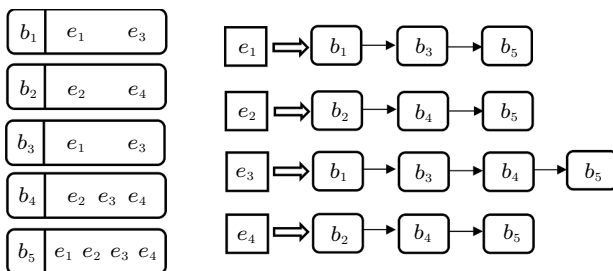 b₁ e₁ e₃
b₂ e₂ e₄
b₃ e₁ e₃
b₄ e₂ e₃ e₄
b₅ e₁ e₂ e₃ e₄
e₁ b₁ b₃ b₅
e₂ b₂ b₄ b₅
e₃ b₁ b₃ b₄ b₅
e₄ b₂ b₄ b₅